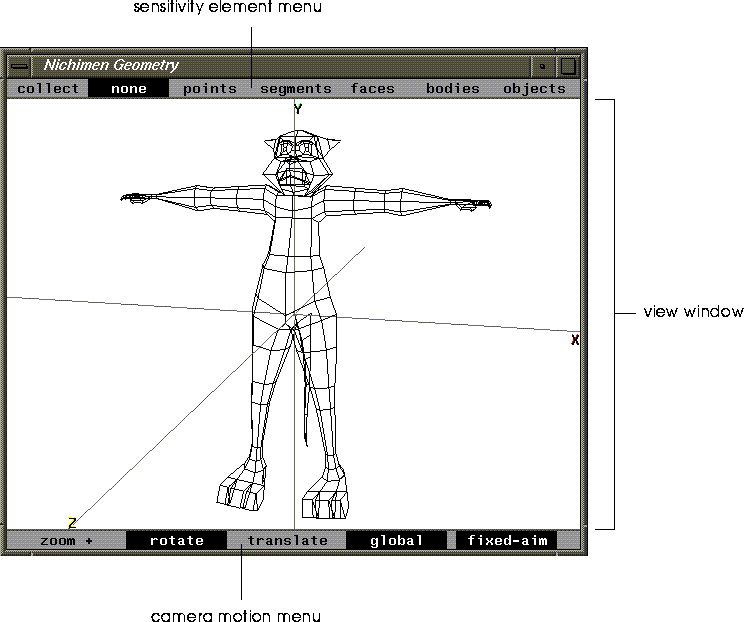 sensitivity element menu
Nichimen Geometry
collect none points segments faces bodies objects
Y
view window
X
Z
zoom + rotate translate global fixed-aim
camera motion menu